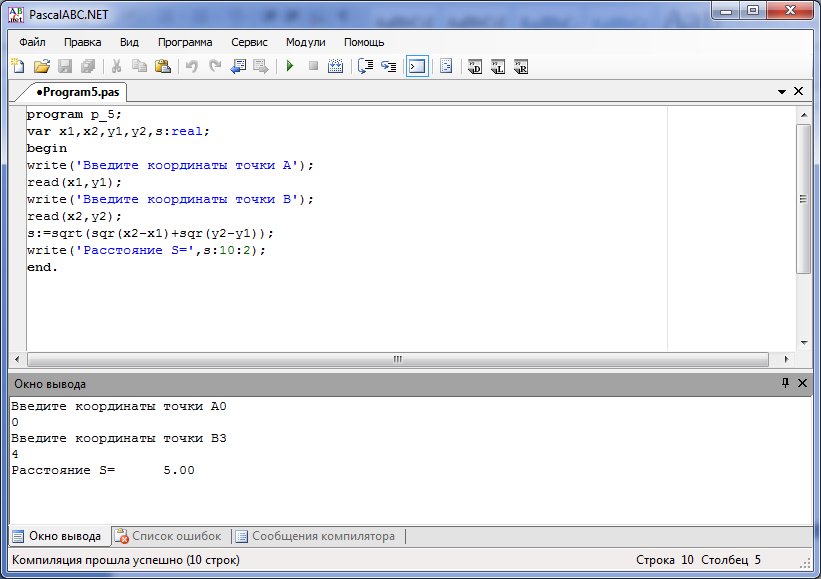 PascalABC.NET
Файл Правка Вид Программа Сервис Модули Помощь
•Program5.pas
program p_5;
var x1,x2,y1,y2,s:real;
begin
write('Введите координаты точки А');
read(x1,y1);
write('Введите координаты точки В');
read(x2,y2);
s:=sqrt(sqr(x2-x1)+sqr(y2-y1));
write('Расстояние S=',s:10:2);
end.
Окно вывода
Введите координаты точки А0
0
Введите координаты точки В3
4
Расстояние S=      5.00
Окно вывода Список ошибок Сообщения компилятора
Компиляция прошла успешно (10 строк) Строка 10 Столбец 5